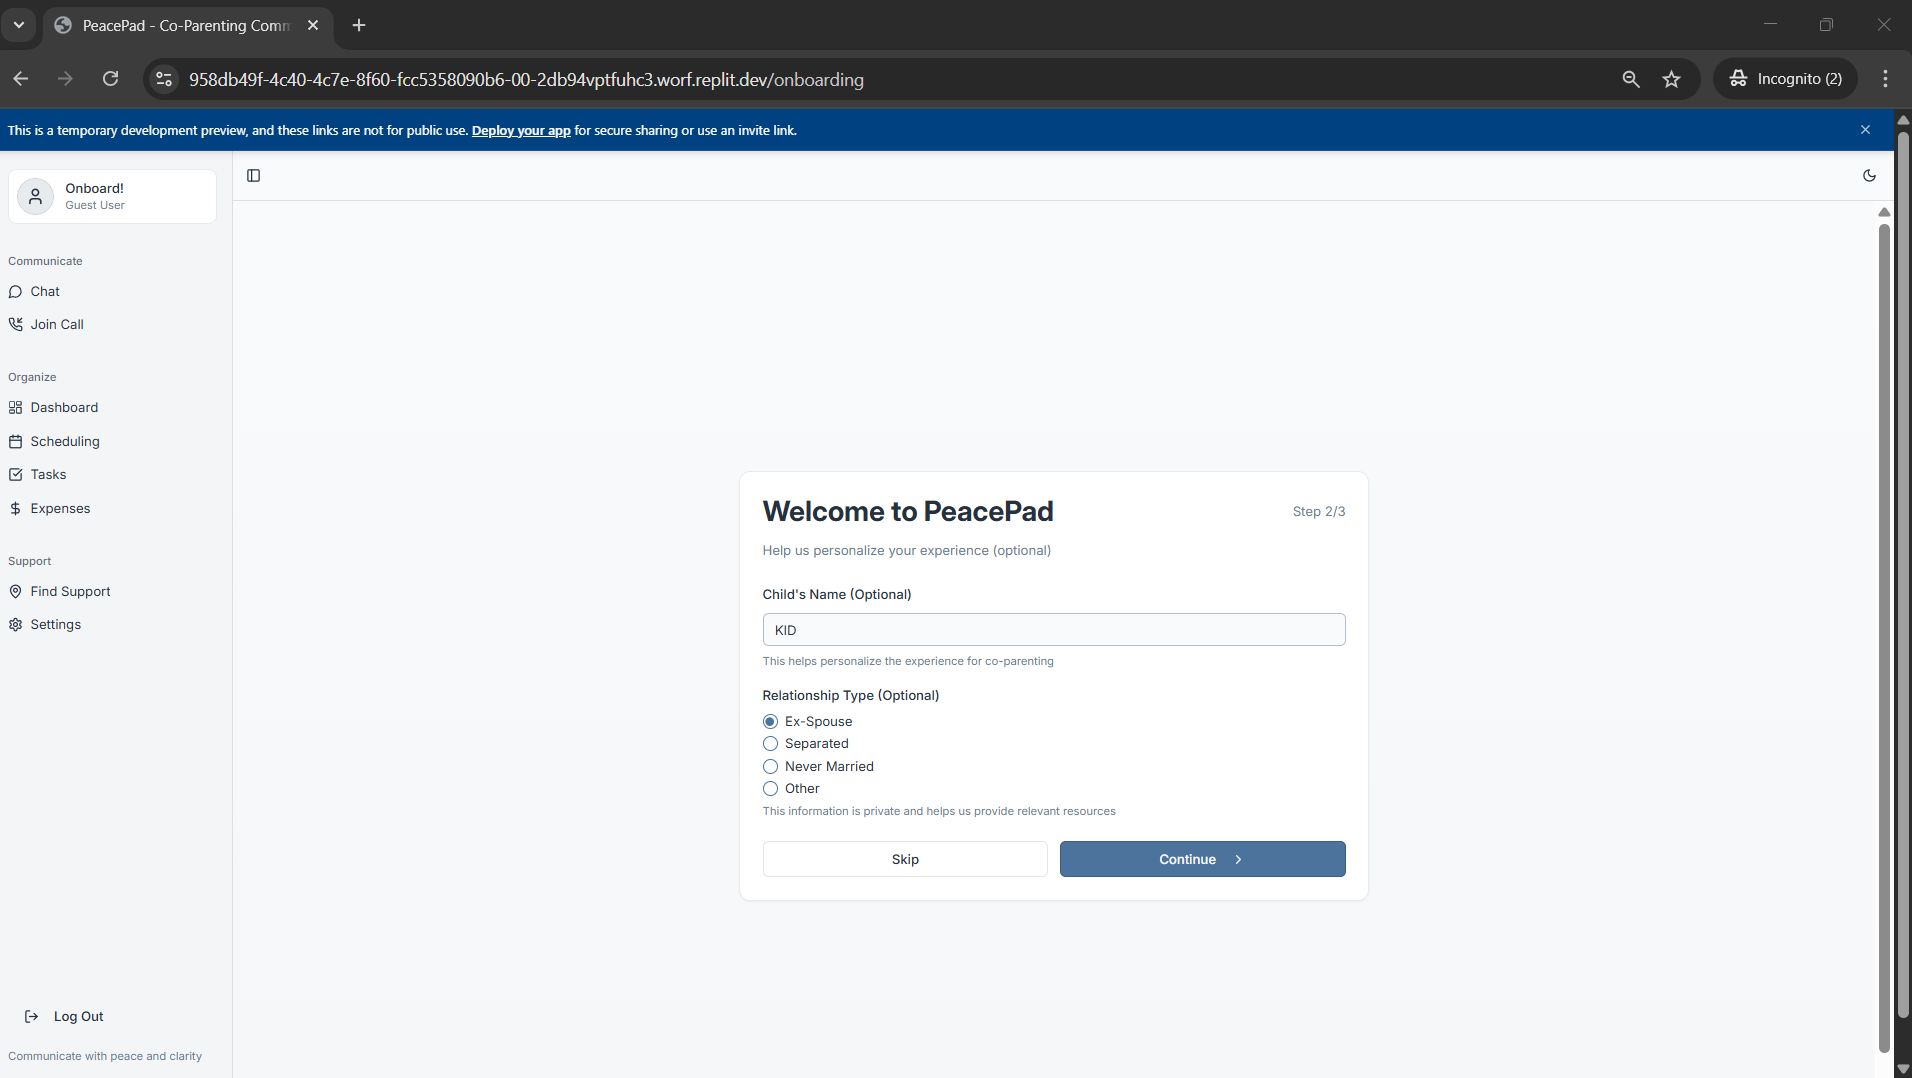 PeacePad - Co-Parenting Comm
958db49f-4c40-4c7e-8f60-fcc5358090b6-00-2db94vptfuhc3.worf.replit.dev/onboarding
Incognito (2)
This is a temporary development preview, and these links are not for public use. Deploy your app for secure sharing or use an invite link.
Onboard!
Guest User
Communicate
Chat
Join Call
Organize
Dashboard
Scheduling
Tasks
Expenses
Support
Find Support
Settings
Log Out
Communicate with peace and clarity
Welcome to PeacePad
Step 2/3
Help us personalize your experience (optional)
Child's Name (Optional)
KID
This helps personalize the experience for co-parenting
Relationship Type (Optional)
Ex-Spouse
Separated
Never Married
Other
This information is private and helps us provide relevant resources
Skip
Continue